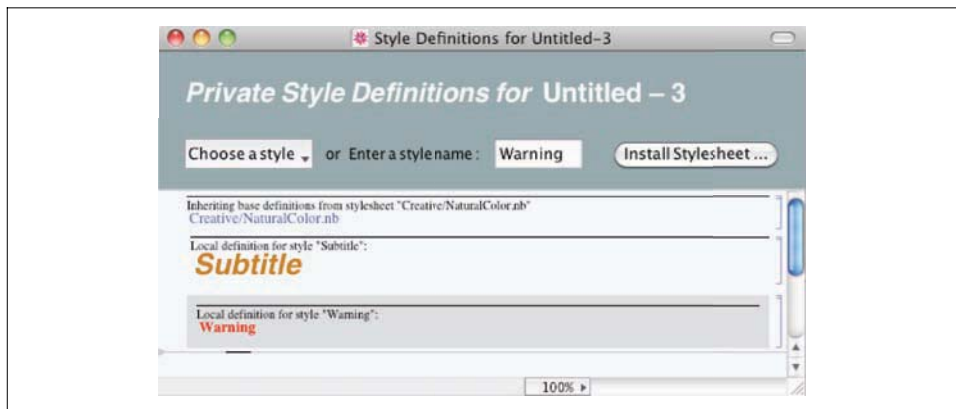 Style Definitions for Untitled-3
Private Style Definitions for Untitled – 3
Choose a style or Enter a stylename : Warning Install Stylesheet ...
Inheriting base definitions from stylesheet "Creative/NaturalColor.nb"
Creative/NaturalColor.nb
Local definition for style "Subtitle":
Subtitle
Local definition for style "Warning":
Warning
100%